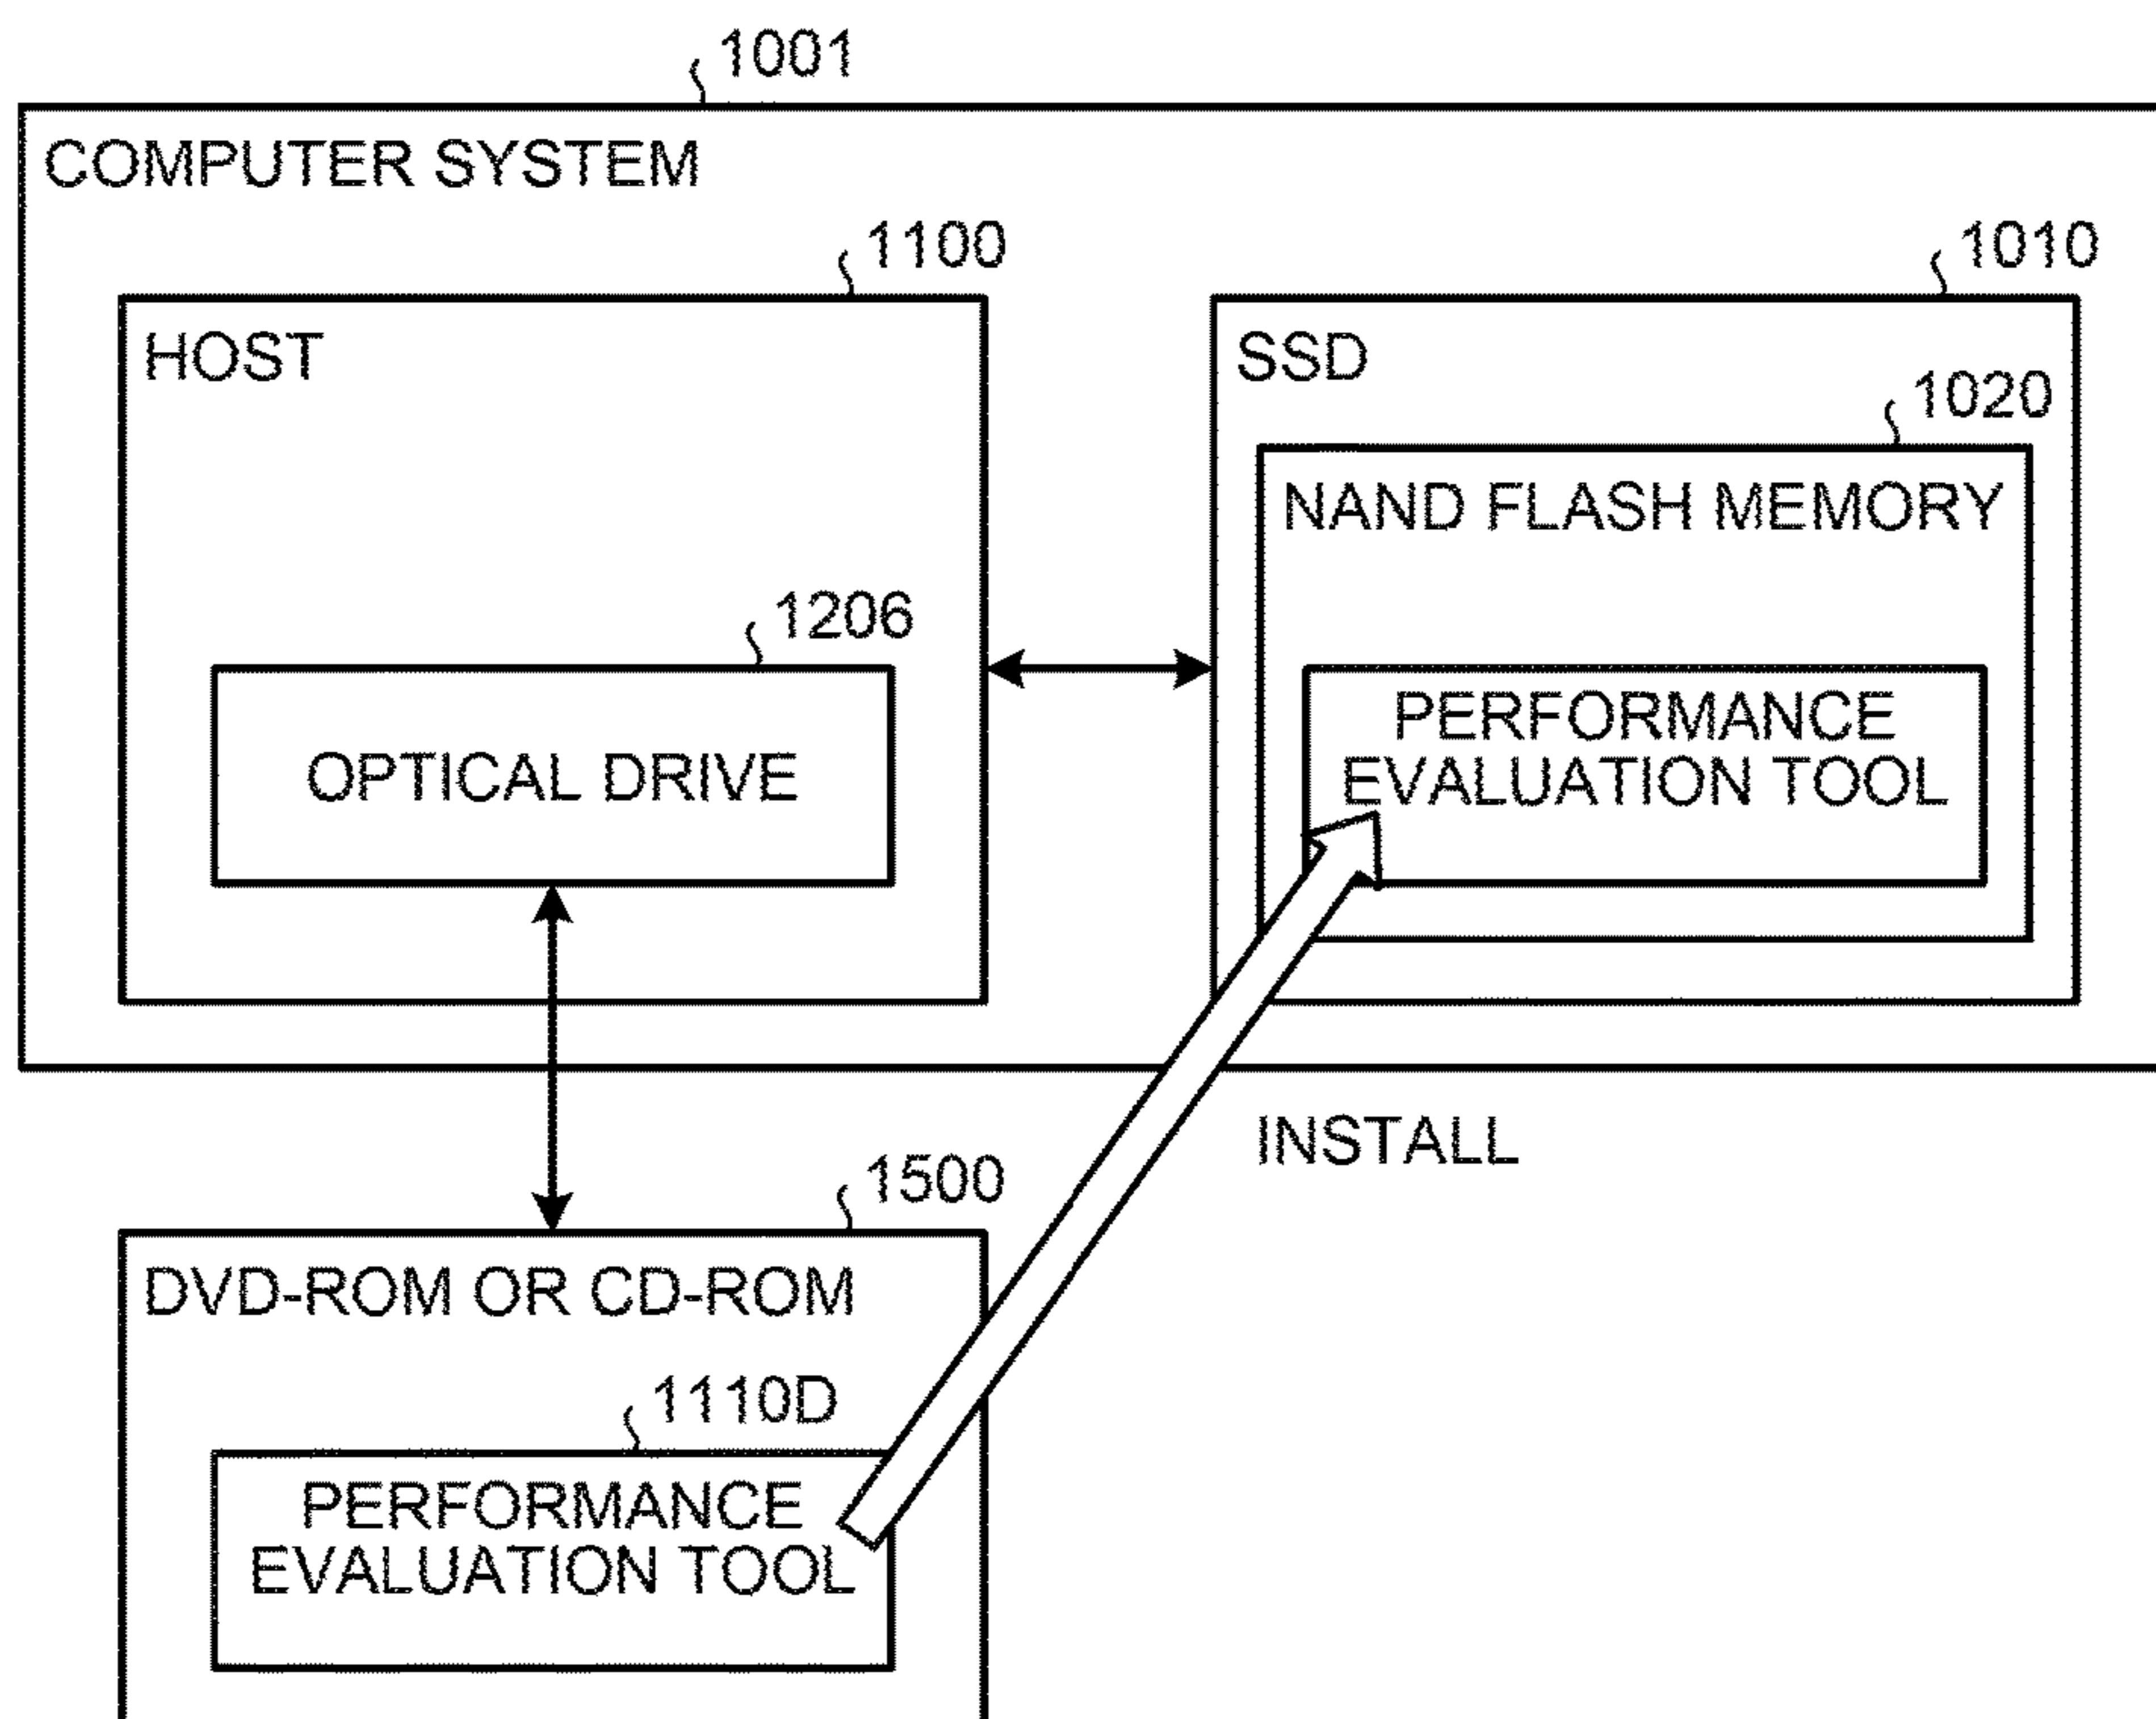 1001
COMPUTER SYSTEM
1100
HOST
1206
OPTICAL DRIVE
1010
SSD
1020
NAND FLASH MEMORY
PERFORMANCE
EVALUATION TOOL
INSTALL
1500
DVD-ROM OR CD-ROM
1110D
PERFORMANCE
EVALUATION TOOL